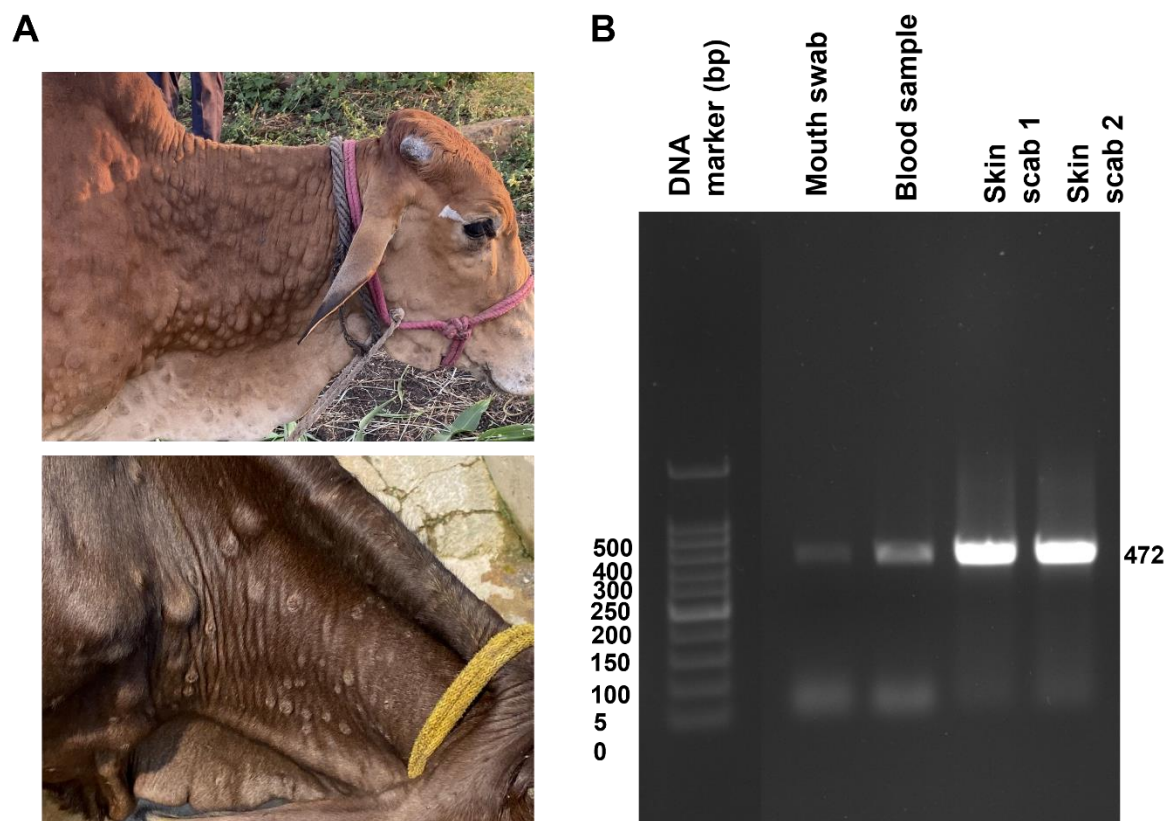 A
B
DNA
marker (bp)
Mouth swab
Blood sample
Skin
scab 1
Skin
scab 2
500
400
300
250
200
150
100
5
0
472